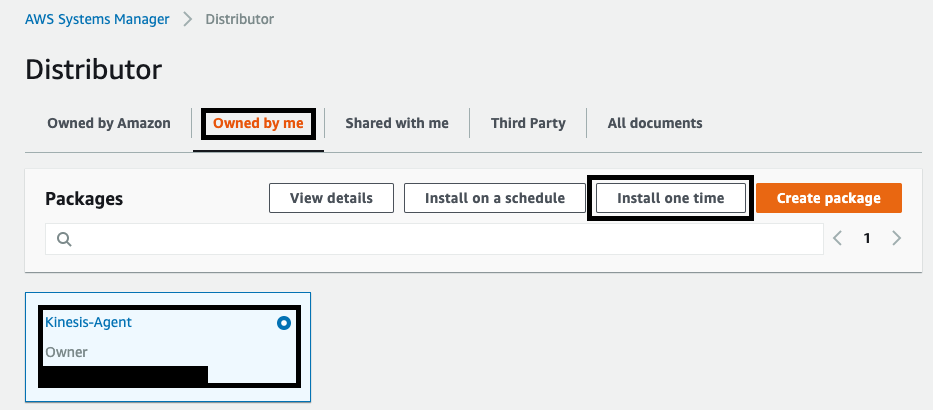 AWS Systems Manager > Distributor
Distributor
Owned by Amazon Owned by me Shared with me Third Party All documents
Packages View details Install on a schedule Install one time Create package
< 1 >
Kinesis-Agent
Owner